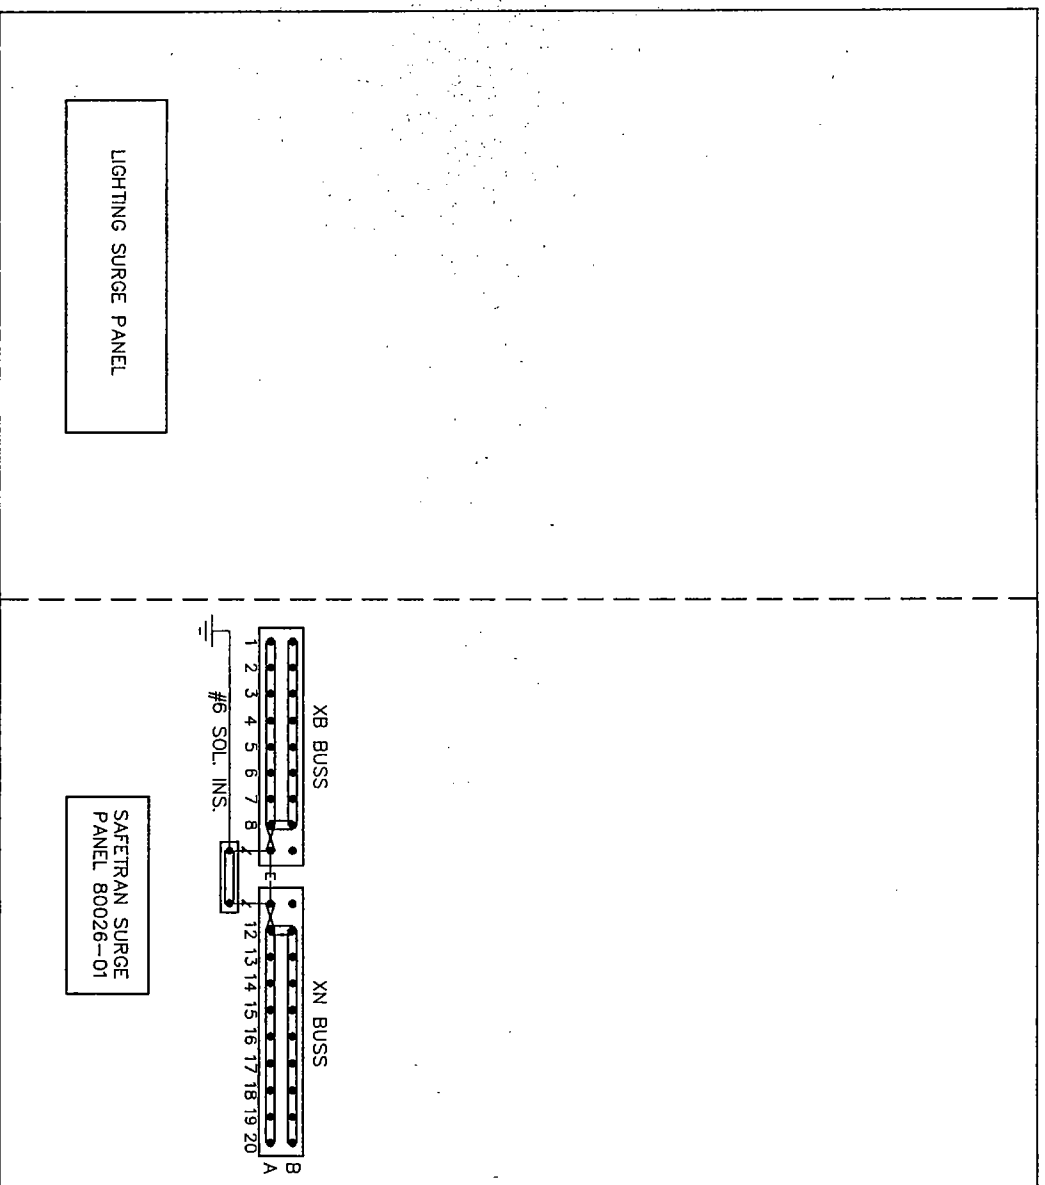 LIGHTING SURGE PANEL
XB BUSS
1 2 3 4 5 6 7 8
#6 SOL. INS.
XN BUSS
12 13 14 15 16 17 18 19 20
B
A
SAFETRAN SURGE
PANEL 80026-01